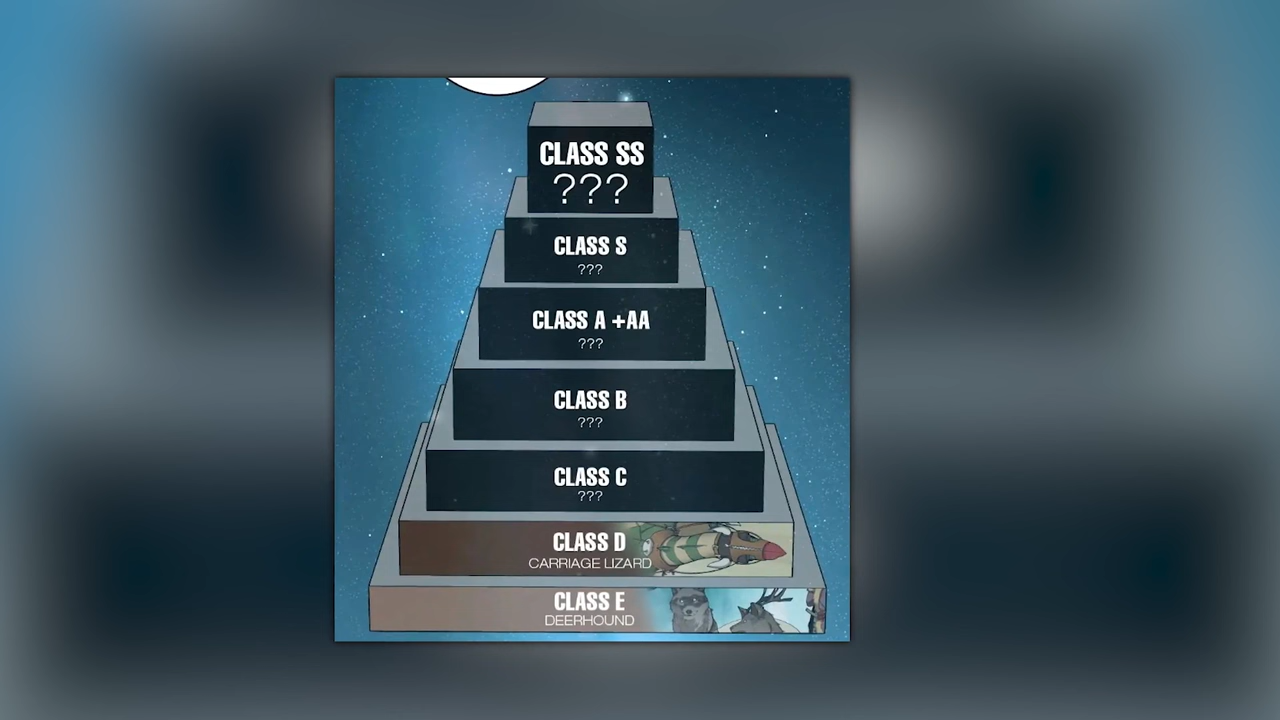 CLASS SS
???
CLASS S
???
CLASS A +AA
???
CLASS B
???
CLASS C
???
CLASS D
CARRIAGE LIZARD
CLASS E
DEERHOUND